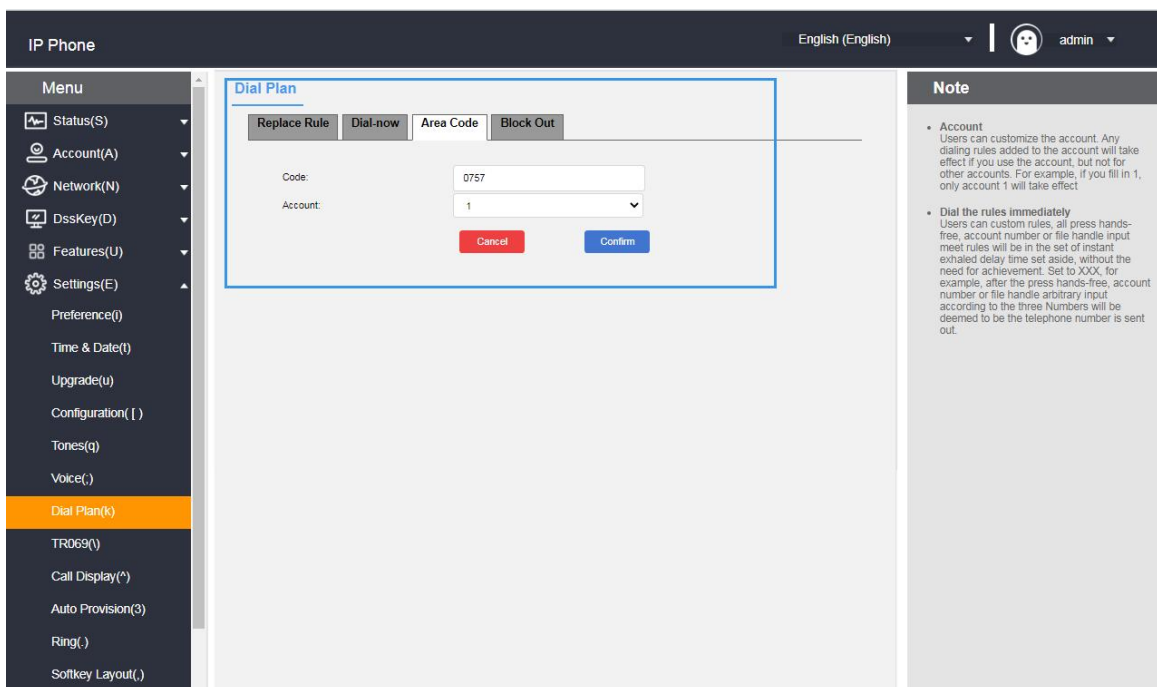 IP Phone
English (English)
admin
Menu
Status(S)
Account(A)
Network(N)
DssKey(D)
Features(U)
Settings(E)
Preference(i)
Time & Date(t)
Upgrade(u)
Configuration( [ )
Tones(q)
Voice(;)
Dial Plan(k)
TR069(\)
Call Display(^)
Auto Provision(3)
Ring(.)
Softkey Layout(,)
Dial Plan
Replace Rule
Dial-now
Area Code
Block Out
Code:
0757
Account:
1
Cancel
Confirm
Note
• Account
Users can customize the account. Any
dialing rules added to the account will take
effect if you use the account, but not for
other accounts. For example, if you fill in 1,
only account 1 will take effect
• Dial the rules immediately
Users can custom rules, all press hands-
free, account number or file handle input
meet rules will be in the set of instant
exhaled delay time set aside, without the
need for achievement. Set to XXX, for
example, after the press hands-free, account
number or file handle arbitrary input
according to the three Numbers will be
deemed to be the telephone number is sent
out.